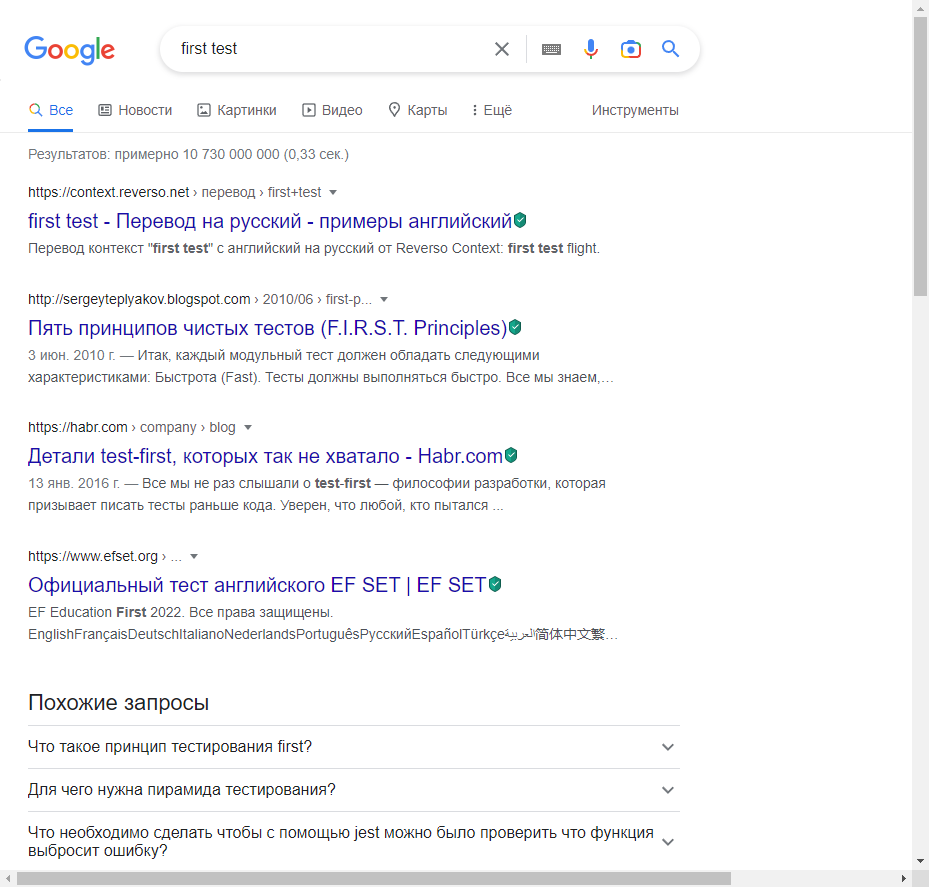 Google
first test
Все Новости Картинки Видео Карты Ещё Инструменты
Результатов: примерно 10 730 000 000 (0,33 сек.)
https://context.reverso.net › перевод › first+test
first test - Перевод на русский - примеры английский
Перевод контекст "first test" c английский на русский от Reverso Context: first test flight.
http://sergeyteplyakov.blogspot.com › 2010/06 › first-p...
Пять принципов чистых тестов (F.I.R.S.T. Principles)
3 июн. 2010 г. — Итак, каждый модульный тест должен обладать следующими
характеристиками: Быстрота (Fast). Тесты должны выполняться быстро. Все мы знаем,…
https://habr.com › company › blog
Детали test-first, которых так не хватало - Habr.com
13 янв. 2016 г. — Все мы не раз слышали о test-first — философии разработки, которая
призывает писать тесты раньше кода. Уверен, что любой, кто пытался ...
https://www.efset.org › ...
Официальный тест английского EF SET | EF SET
EF Education First 2022. Все права защищены.
EnglishFrançaisDeutschItalianoNederlandsPortuguêsРусскийEspañolTürkçeالعربية简体中文繁…
Похожие запросы
Что такое принцип тестирования first?
Для чего нужна пирамида тестирования?
Что необходимо сделать чтобы с помощью jest можно было проверить что функция
выбросит ошибку?